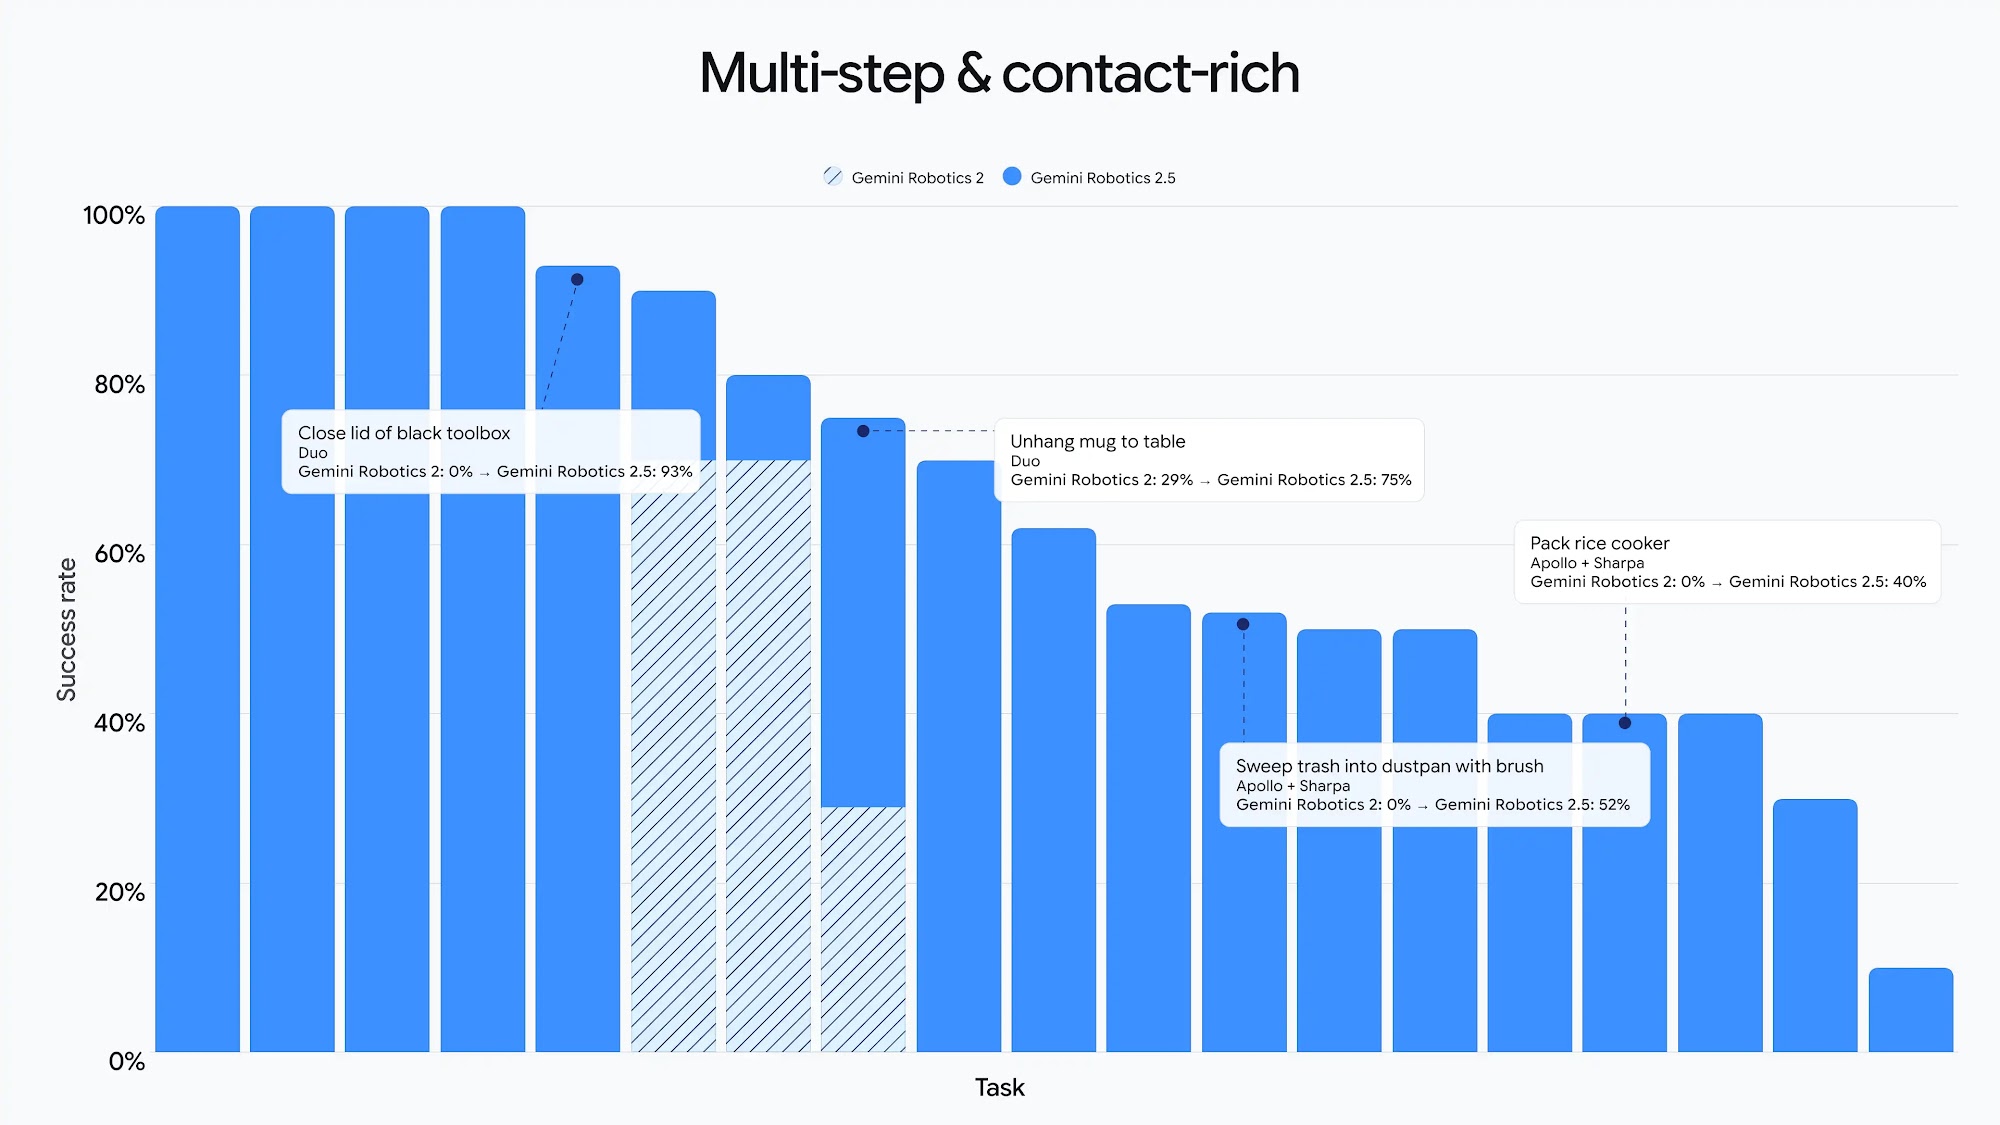 Multi-step & contact-rich
Gemini Robotics 2
Gemini Robotics 2.5
100%
80%
60%
40%
20%
0%
Success rate
Close lid of black toolbox
Duo
Gemini Robotics 2: 0% → Gemini Robotics 2.5: 93%
Unhang mug to table
Duo
Gemini Robotics 2: 29% → Gemini Robotics 2.5: 75%
Pack rice cooker
Apollo + Sharpa
Gemini Robotics 2: 0% → Gemini Robotics 2.5: 40%
Sweep trash into dustpan with brush
Apollo + Sharpa
Gemini Robotics 2: 0% → Gemini Robotics 2.5: 52%
Task